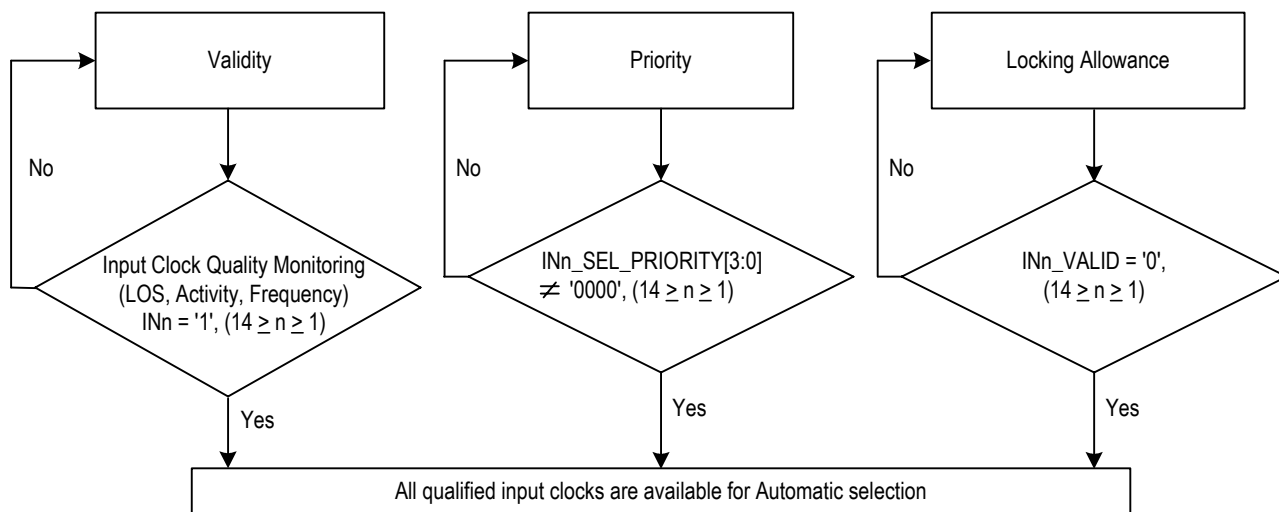 Validity
Priority
Locking Allowance
No
No
No
Input Clock Quality Monitoring
(LOS, Activity, Frequency)
INn = '1', (14 ≥ n ≥ 1)
INn_SEL_PRIORITY[3:0]
≠ '0000', (14 ≥ n ≥ 1)
INn_VALID = '0',
(14 ≥ n ≥ 1)
Yes
Yes
Yes
All qualified input clocks are available for Automatic selection